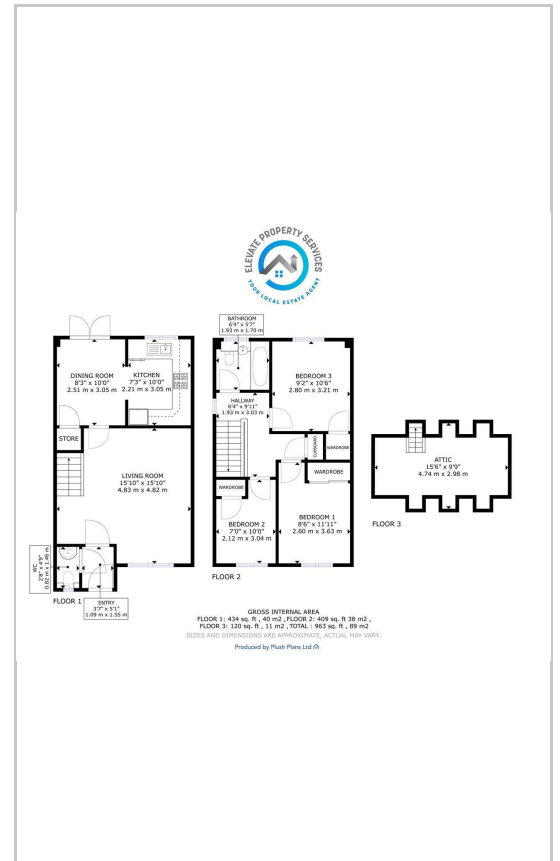 ELEVATE PROPERTY SERVICES
YOUR LOCAL ESTATE AGENT
DINING ROOM
8'3" x 10'0"
2.51 m x 3.05 m
KITCHEN
7'3" x 10'0"
2.21 m x 3.05 m
STORE
LIVING ROOM
15'10" x 15'10"
4.83 m x 4.82 m
WC
2'8" x 4'9"
0.82 m x 1.46 m
ENTRY
3'7" x 5'1"
1.09 m x 1.55 m
FLOOR 1
BATHROOM
6'4" x 5'7"
1.93 m x 1.70 m
BEDROOM 3
9'2" x 10'6"
2.80 m x 3.21 m
HALLWAY
6'4" x 9'11"
1.93 m x 3.03 m
CUPBOARD
WARDROBE
WARDROBE
WARDROBE
BEDROOM 2
7'0" x 10'0"
2.12 m x 3.04 m
BEDROOM 1
8'6" x 11'11"
2.60 m x 3.63 m
FLOOR 2
ATTIC
15'6" x 9'9"
4.74 m x 2.98 m
FLOOR 3
GROSS INTERNAL AREA
FLOOR 1: 434 sq. ft , 40 m2 , FLOOR 2: 409 sq. ft 38 m2 ,
FLOOR 3: 120 sq. ft , 11 m2 , TOTAL : 963 sq. ft , 89 m2
SIZES AND DIMENSIONS ARE APPROXIMATE, ACTUAL MAY VARY.
Produced by Plush Plans Ltd